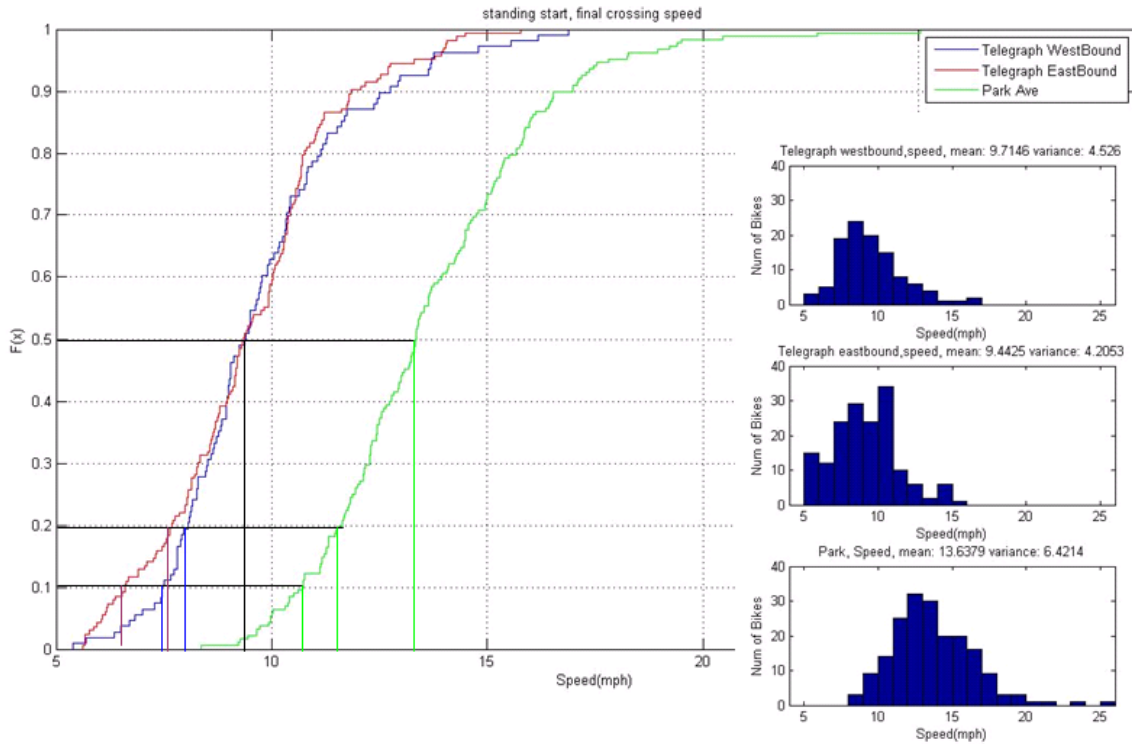 standing start, final crossing speed
1
0.9
0.8
0.7
0.6
0.5
0.4
0.3
0.2
0.1
0
F(x)
5
10
15
20
Speed(mph)
Telegraph WestBound
Telegraph EastBound
Park Ave
Telegraph westbound,speed, mean: 9.7146 variance: 4.526
40
20
0
Num of Bikes
5 10 15 20 25
Speed(mph)
Telegraph eastbound,speed, mean: 9.4425 variance: 4.2053
40
30
20
10
0
Num of Bikes
5 10 15 20 25
Speed(mph)
Park, Speed, mean: 13.6379 variance: 6.4214
40
30
20
10
0
Num of Bikes
5 10 15 20 25
Speed(mph)